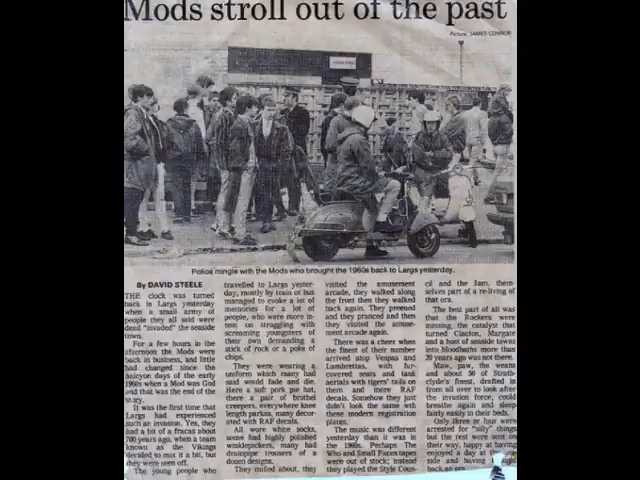 Mods stroll out of the past
Picture: JAMES CONNOR
Police mingle with the Mods who brought the 1960s back to Largs yesterday.
By DAVID STEELE
THE clock was turned
back in Largs yesterday
when a small army of
people they all said were
dead "invaded" the seaside
town.
For a few hours in the
afternoon the Mods were
back in business, and little
had changed since the
halcyon days of the early
1960s when a Mod was God
and that was the end of the
story.
It was the first time that
Largs had experienced
such an invasion. Yes, they
had a bit of a fracas about
700 years ago, when a team
known as the Vikings
decided to mix it a bit, but
they were seen off.
The young people who
travelled to Largs yester-
day, mostly by train or bus
managed to evoke a lot of
memories for a lot of
people, who were more in-
tent on struggling with
screaming youngsters of
their own demanding a
stick of rock or a poke of
chips.
They were wearing a
uniform which many had
said would fade and die.
Here a soft pork pie hat,
there a pair of brothel
creepers, everywhere knee
length parkas, many decor-
ated with RAF decals.
All wore white socks,
some had highly polished
winklepickers, many had
drainpipe trousers of a
dozen designs.
They milled about, they
visited the amusement
arcade, they walked along
the front then they walked
back again. They preened
and they pranced and then
they visited the amuse-
ment arcade again.
There was a cheer when
the finest of their number
arrived atop Vespas and
Lambrettas, with fur-
covered seats and tank
aerials with tigers' tails on
them and more RAF
decals. Somehow they just
didn't look the same with
these modern registration
plates.
The music was different
yesterday than it was in
the 1960s. Perhaps The
Who and Small Faces tapes
were out of stock; instead
they played the Style Coun-
cil and the Jam, them-
selves part of a re-living of
that era.
The best part of all was
that the Rockers were
missing, the catalyst that
turned Clacton, Margate
and a host of seaside towns
into bloodbaths more than
20 years ago was not there.
Maw, paw, the weans
and about 50 of Strath-
clyde's finest, drafted in
from all over to look after
the invasion force, could
breathe again and sleep
fairly easily in their beds.
Only three or four were
arrested for "silly" things
but the rest were sent on
their way, happy at having
enjoyed a day at the
side and having
back an era.